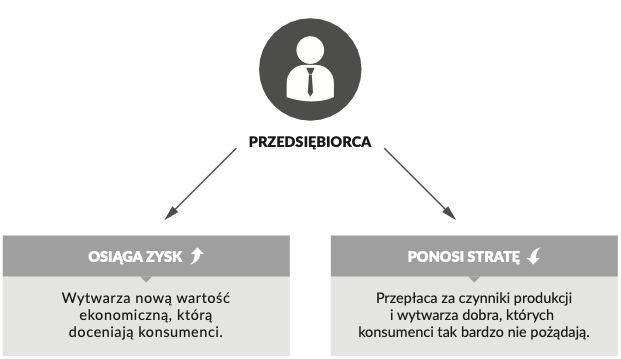 PRZEDSIĘBIORCA
OSIĄGA ZYSK
Wytwarza nową wartość
ekonomiczną, którą
doceniają konsumenci.
PONOSI STRATĘ
Przepłaca za czynniki produkcji
i wytwarza dobra, których
konsumenci tak bardzo nie pożądają.